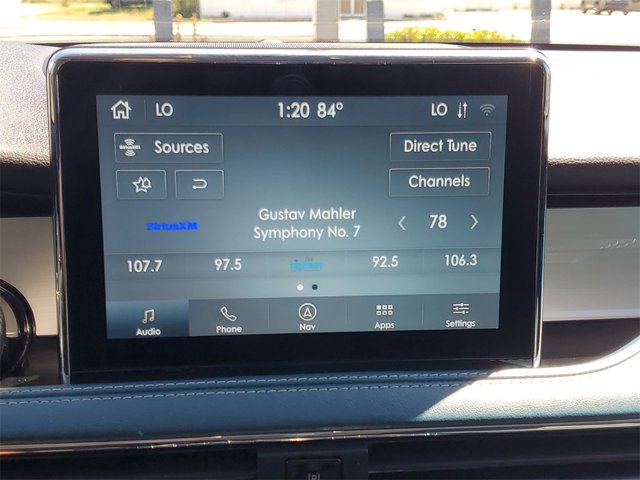 LO 1:20 84° LO
SiriusXM Sources Direct Tune
Channels
Gustav Mahler
SiriusXM Symphony No. 7 78
107.7 97.5 92.5 106.3
Audio Phone Nav Apps Settings
P